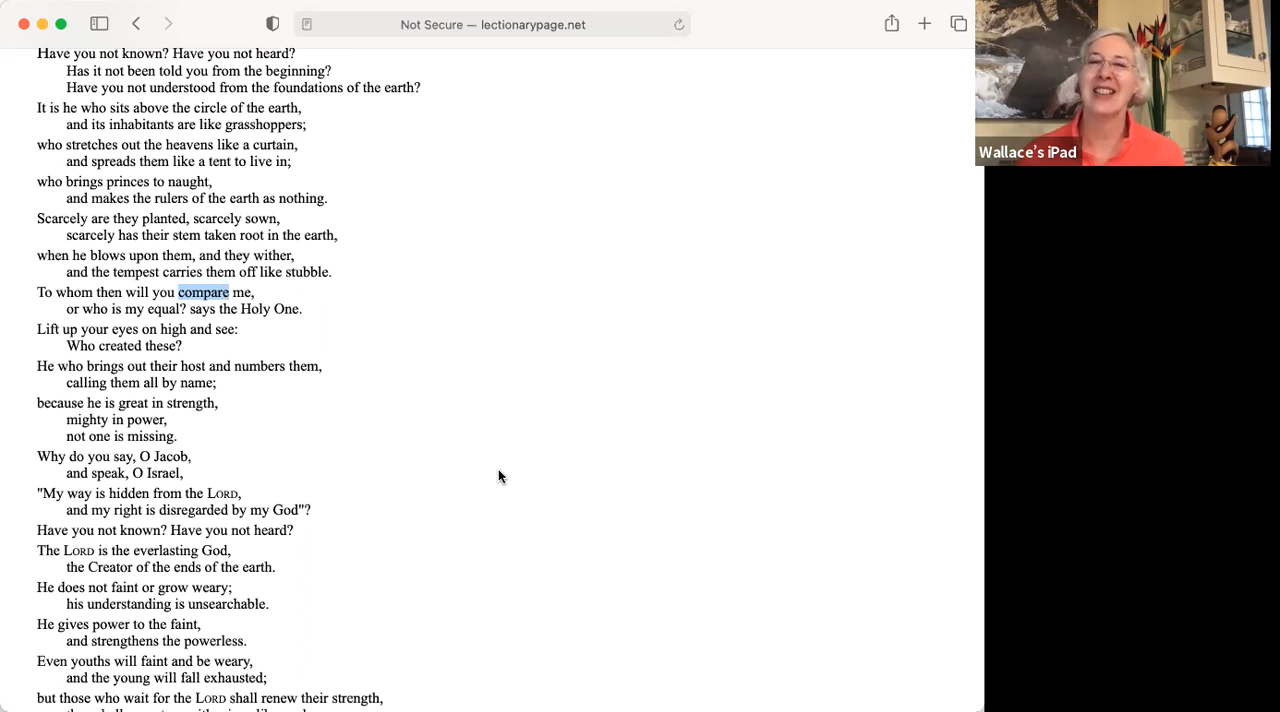 Not Secure — lectionarypage.net
Have you not known? Have you not heard?
Has it not been told you from the beginning?
Have you not understood from the foundations of the earth?
It is he who sits above the circle of the earth,
and its inhabitants are like grasshoppers;
who stretches out the heavens like a curtain,
and spreads them like a tent to live in;
who brings princes to naught,
and makes the rulers of the earth as nothing.
Scarcely are they planted, scarcely sown,
scarcely has their stem taken root in the earth,
when he blows upon them, and they wither,
and the tempest carries them off like stubble.
To whom then will you compare me,
or who is my equal? says the Holy One.
Lift up your eyes on high and see:
Who created these?
He who brings out their host and numbers them,
calling them all by name;
because he is great in strength,
mighty in power,
not one is missing.
Why do you say, O Jacob,
and speak, O Israel,
"My way is hidden from the LORD,
and my right is disregarded by my God"?
Have you not known? Have you not heard?
The LORD is the everlasting God,
the Creator of the ends of the earth.
He does not faint or grow weary;
his understanding is unsearchable.
He gives power to the faint,
and strengthens the powerless.
Even youths will faint and be weary,
and the young will fall exhausted;
but those who wait for the LORD shall renew their strength,
Wallace's iPad